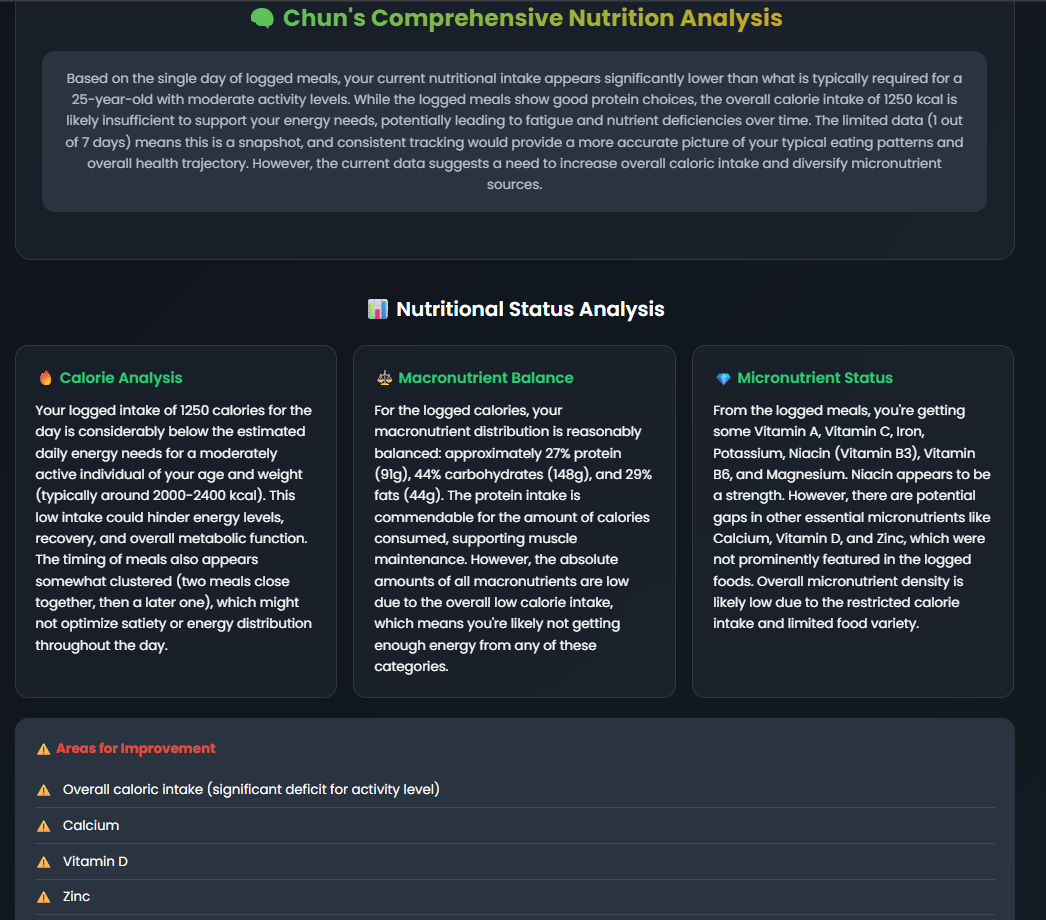 Chun's Comprehensive Nutrition Analysis
Based on the single day of logged meals, your current nutritional intake appears significantly lower than what is typically required for a
25-year-old with moderate activity levels. While the logged meals show good protein choices, the overall calorie intake of 1250 kcal is
likely insufficient to support your energy needs, potentially leading to fatigue and nutrient deficiencies over time. The limited data (1 out
of 7 days) means this is a snapshot, and consistent tracking would provide a more accurate picture of your typical eating patterns and
overall health trajectory. However, the current data suggests a need to increase overall caloric intake and diversify micronutrient
sources.
Nutritional Status Analysis
Calorie Analysis
Your logged intake of 1250 calories for the
day is considerably below the estimated
daily energy needs for a moderately
active individual of your age and weight
(typically around 2000-2400 kcal). This
low intake could hinder energy levels,
recovery, and overall metabolic function.
The timing of meals also appears
somewhat clustered (two meals close
together, then a later one), which might
not optimize satiety or energy distribution
throughout the day.
Macronutrient Balance
For the logged calories, your
macronutrient distribution is reasonably
balanced: approximately 27% protein
(91g), 44% carbohydrates (148g), and 29%
fats (44g). The protein intake is
commendable for the amount of calories
consumed, supporting muscle
maintenance. However, the absolute
amounts of all macronutrients are low
due to the overall low calorie intake,
which means you're likely not getting
enough energy from any of these
categories.
Micronutrient Status
From the logged meals, you're getting
some Vitamin A, Vitamin C, Iron,
Potassium, Niacin (Vitamin B3), Vitamin
B6, and Magnesium. Niacin appears to be
a strength. However, there are potential
gaps in other essential micronutrients like
Calcium, Vitamin D, and Zinc, which were
not prominently featured in the logged
foods. Overall micronutrient density is
likely low due to the restricted calorie
intake and limited food variety.
Areas for Improvement
Overall caloric intake (significant deficit for activity level)
Calcium
Vitamin D
Zinc